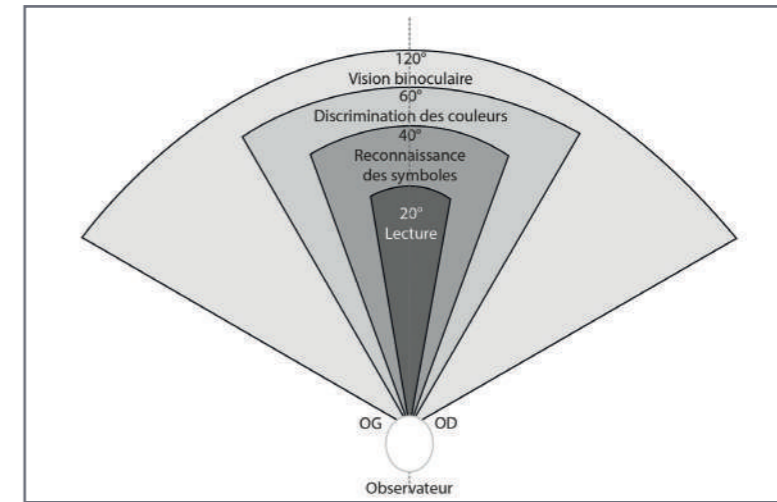 120°
Vision binoculaire
60°
Discrimination des couleurs
40°
Reconnaissance
des symboles
20°
Lecture
OG
OD
Observateur